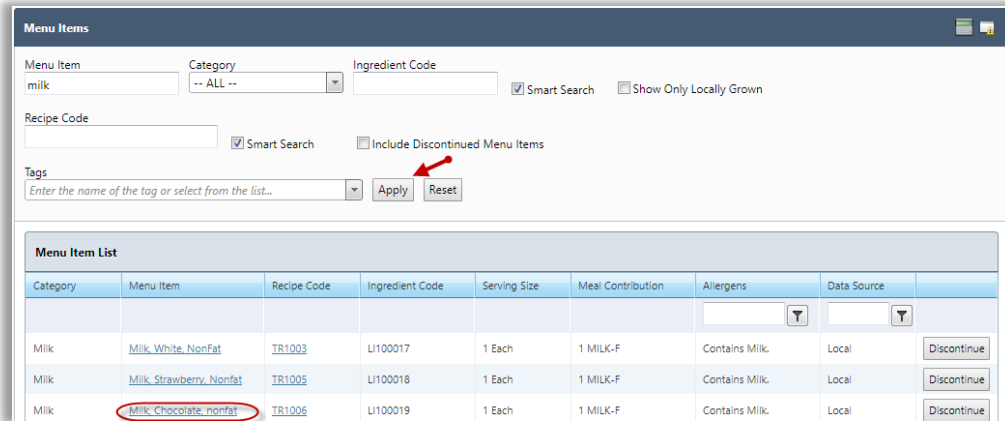 Menu Items
Menu Item Category Ingredient Code
milk -- ALL -- Smart Search Show Only Locally Grown
Recipe Code
Smart Search Include Discontinued Menu Items
Tags
Enter the name of the tag or select from the list... Apply Reset
Menu Item List
Category Menu Item Recipe Code Ingredient Code Serving Size Meal Contribution Allergens Data Source
Milk Milk, White, NonFat TR1003 LI100017 1 Each 1 MILK-F Contains Milk. Local Discontinue
Milk Milk, Strawberry, Nonfat TR1005 LI100018 1 Each 1 MILK-F Contains Milk. Local Discontinue
Milk Milk, Chocolate, nonfat TR1006 LI100019 1 Each 1 MILK-F Contains Milk. Local Discontinue